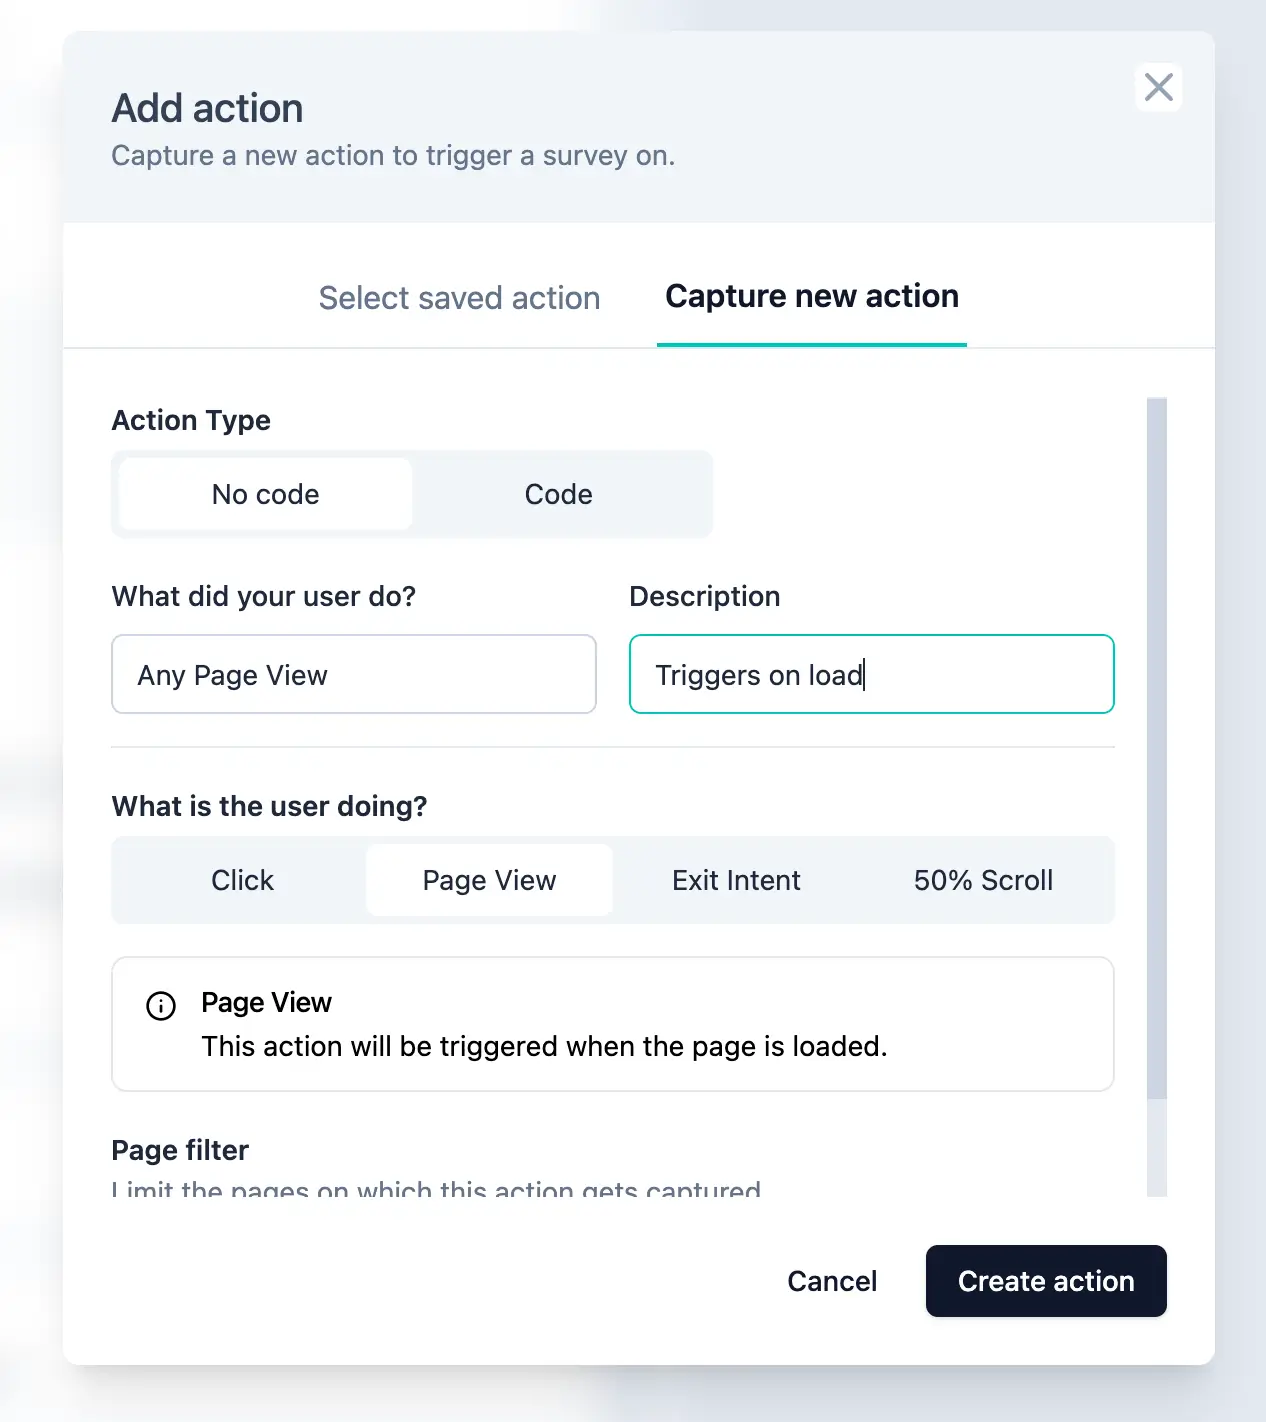 Add action
Capture a new action to trigger a survey on.
Select saved action
Capture new action
Action Type
No code
Code
What did your user do?
Description
Any Page View
Triggers on load
What is the user doing?
Click
Page View
Exit Intent
50% Scroll
Page View
This action will be triggered when the page is loaded.
Page filter
Limit the pages on which this action gets captured
Cancel
Create action